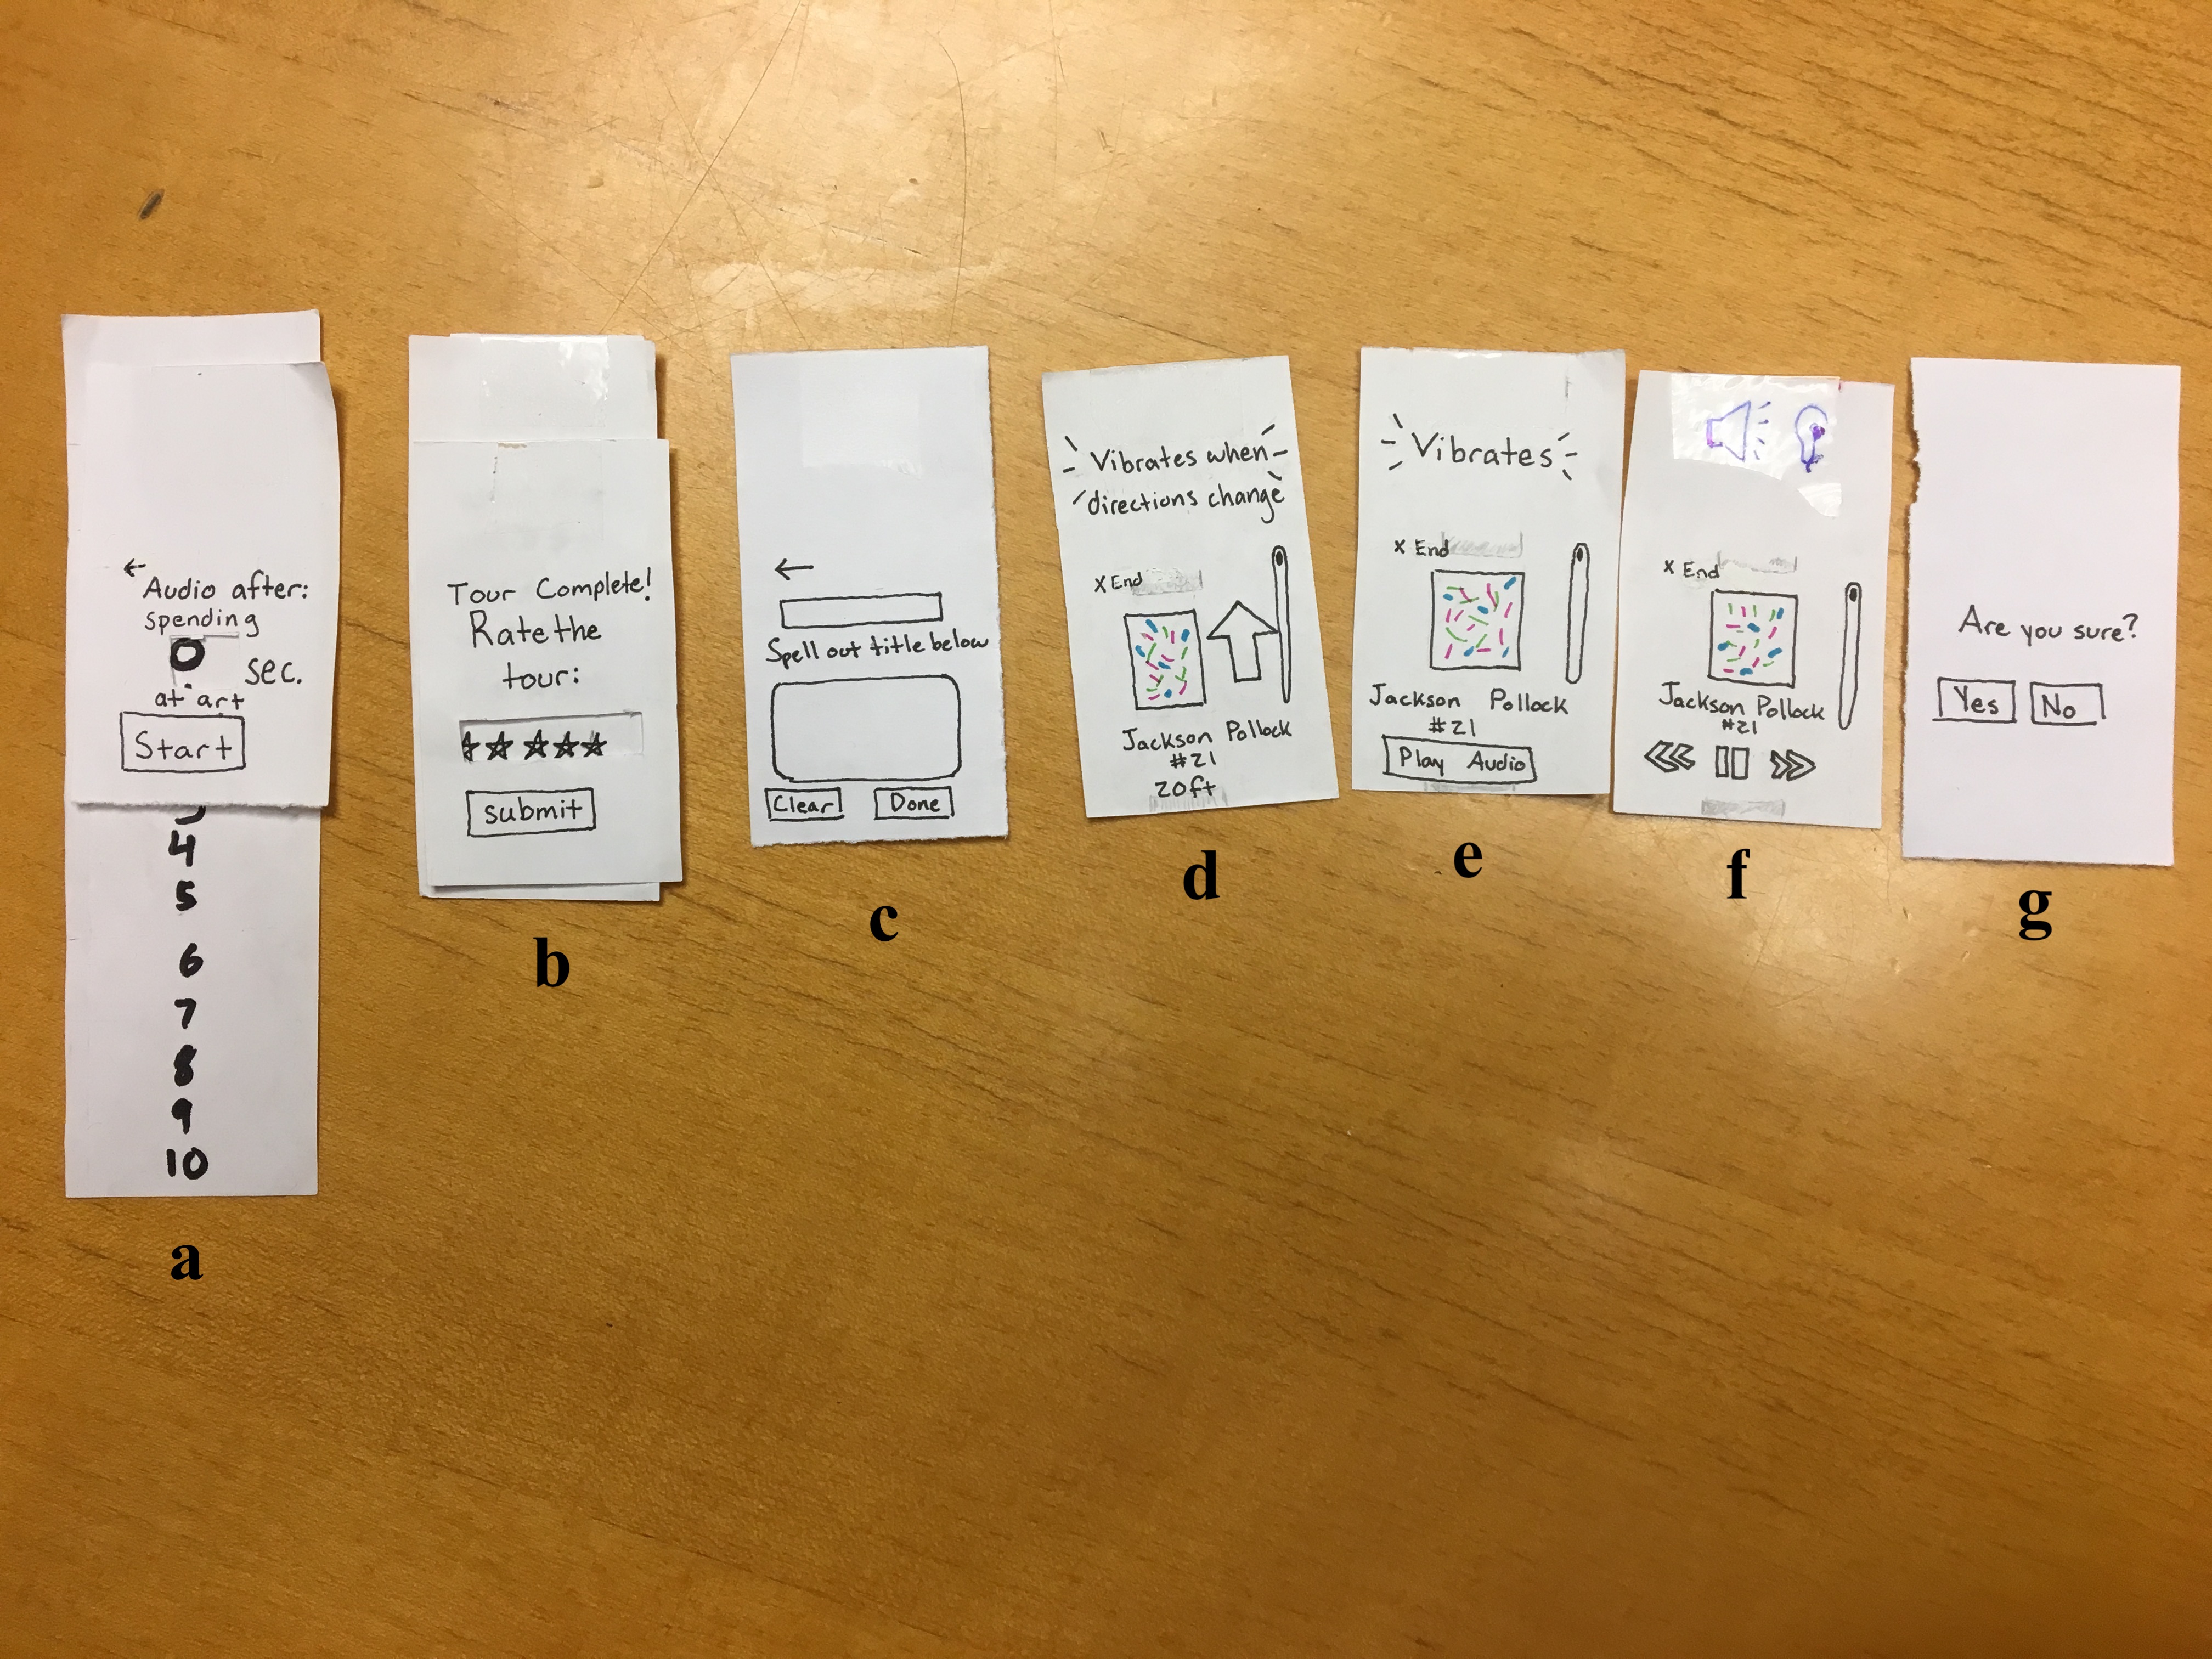 ← Audio after:
spending
0 sec.
at art
Start
4
5
6
7
8
9
10
a
Tour Complete!
Rate the
tour:
submit
b
Spell out title below
Clear
Done
c
Vibrates when
directions change
x End
Jackson Pollock
#21
20ft
d
Vibrates
x End
Jackson Pollock
#21
Play Audio
e
x End
Jackson Pollock
#21
f
Are you sure?
Yes
No
g